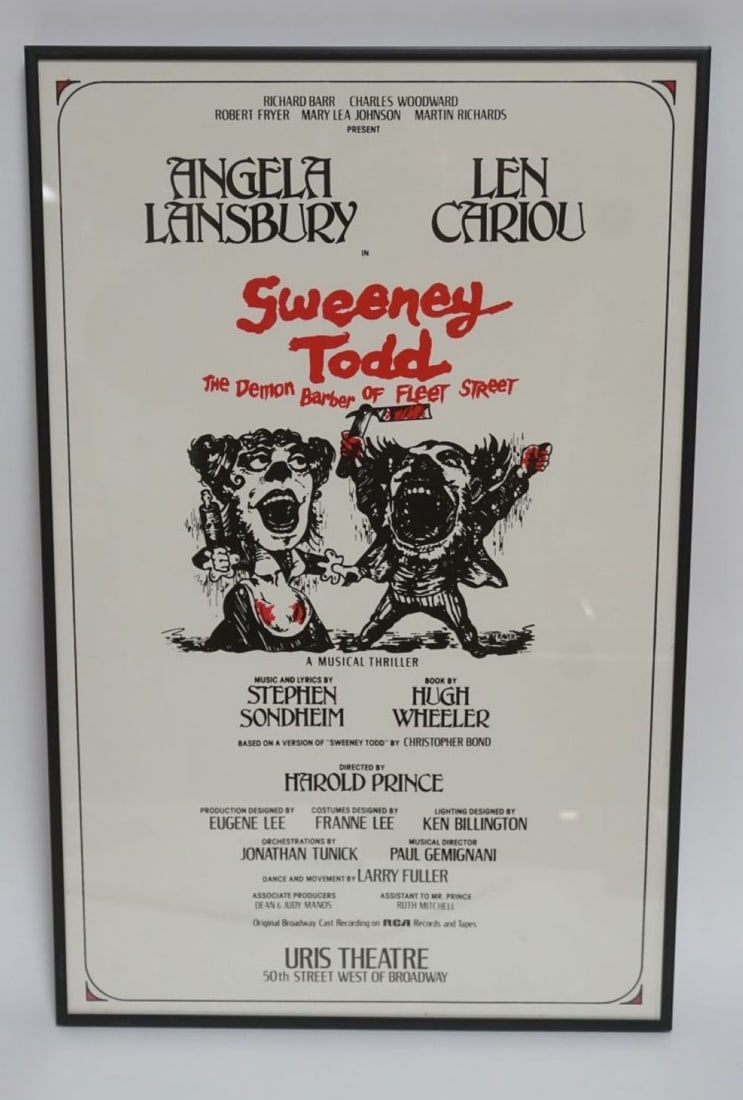 RICHARD BARR CHARLES WOODWARD
ROBERT FRYER MARY LEA JOHNSON MARTIN RICHARDS
PRESENT
ANGELA LANSBURY
LEN CARIOU
IN
Sweeney
Todd
The Demon Barber OF FLEET STREET
A MUSICAL THRILLER
MUSIC AND LYRICS BY
STEPHEN
SONDHEIM
BOOK BY
HUGH
WHEELER
BASED ON A VERSION OF "SWEENEY TODD" BY CHRISTOPHER BOND
DIRECTED BY
HAROLD PRINCE
PRODUCTION DESIGNED BY
EUGENE LEE
COSTUMES DESIGNED BY
FRANNE LEE
LIGHTING DESIGNED BY
KEN BILLINGTON
ORCHESTRATIONS BY
JONATHAN TUNICK
MUSICAL DIRECTOR
PAUL GEMIGNANI
DANCE AND MOVEMENT BY LARRY FULLER
ASSOCIATE PRODUCERS
DEAN & JUDY MANOS
ASSISTANT TO MR. PRINCE
RUTH MITCHELL
Original Broadway Cast Recording on RCA Records and Tapes
URIS THEATRE
50th STREET WEST OF BROADWAY